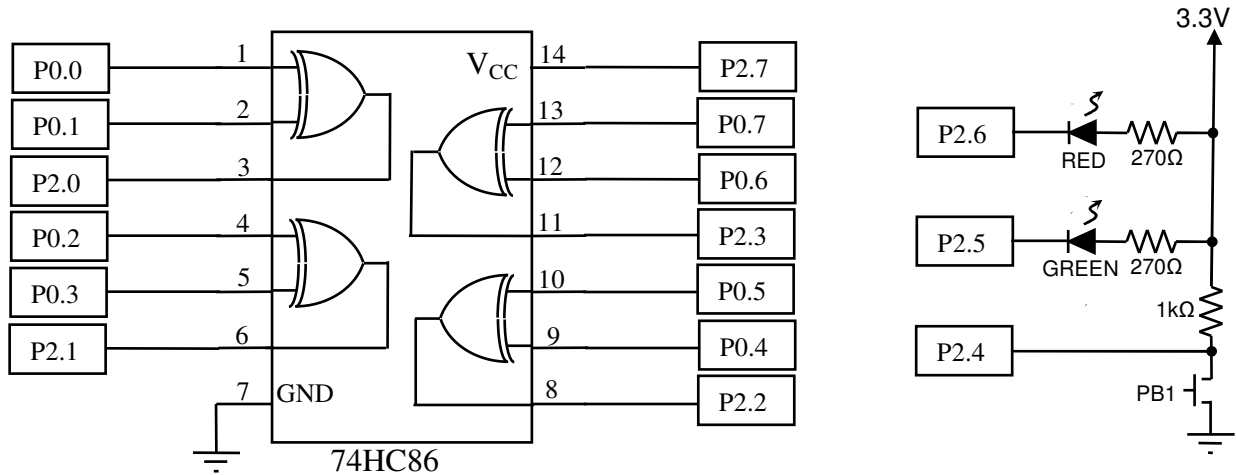 3.3V
P0.0 1 V_CC 14 P2.7
P0.1 2 13 P0.7
P2.6 RED 270Ω
P2.0 3 12 P0.6
P0.2 4 11 P2.3
P2.5 GREEN 270Ω
P0.3 5 10 P0.5
1kΩ
P2.1 6 9 P0.4
P2.4
7 GND 8 P2.2
PB1
74HC86